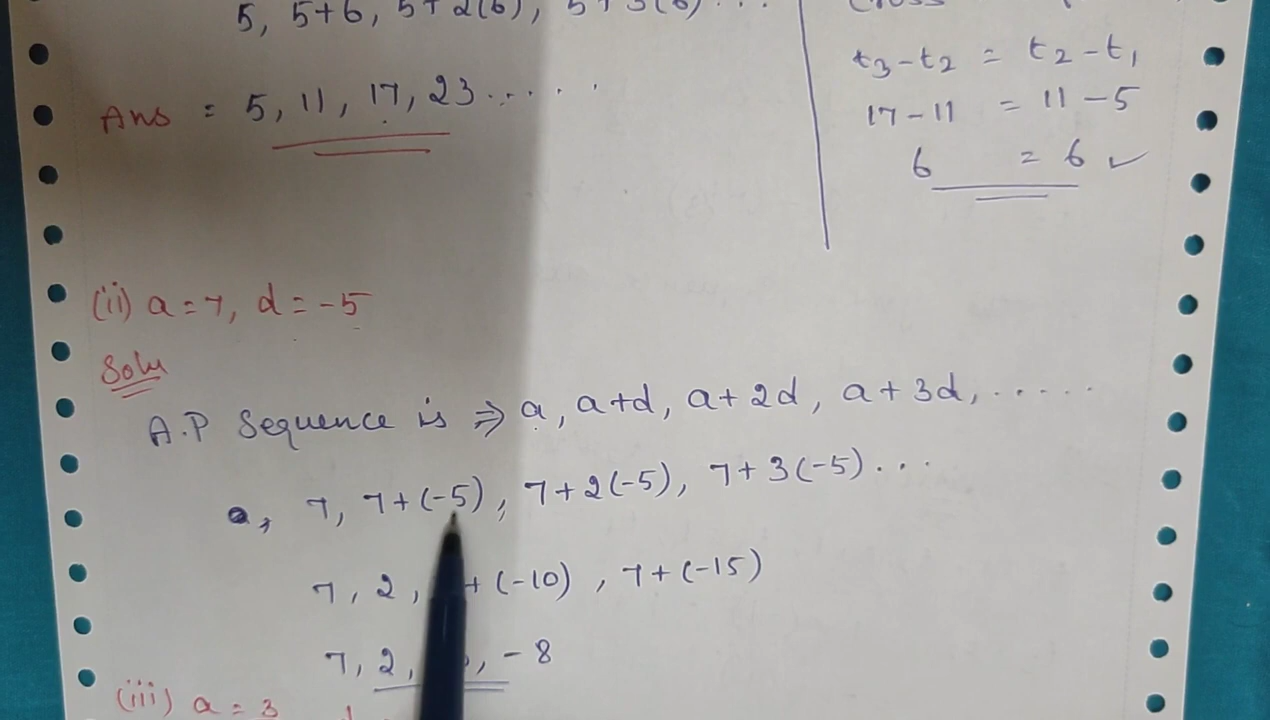 5, 5+6, 5+2(6), 5+3(6)...
Ans = 5, 11, 17, 23.....
t3-t2 = t2-t1
17-11 = 11-5
6 = 6 ✓
(ii) a=7, d=-5
Solu
A.P Sequence is ⇒ a, a+d, a+2d, a+3d, .....
7, 7+(-5), 7+2(-5), 7+3(-5)...
7, 2, +(-10), 7+(-15)
7, 2, , -8
(iii) a=3